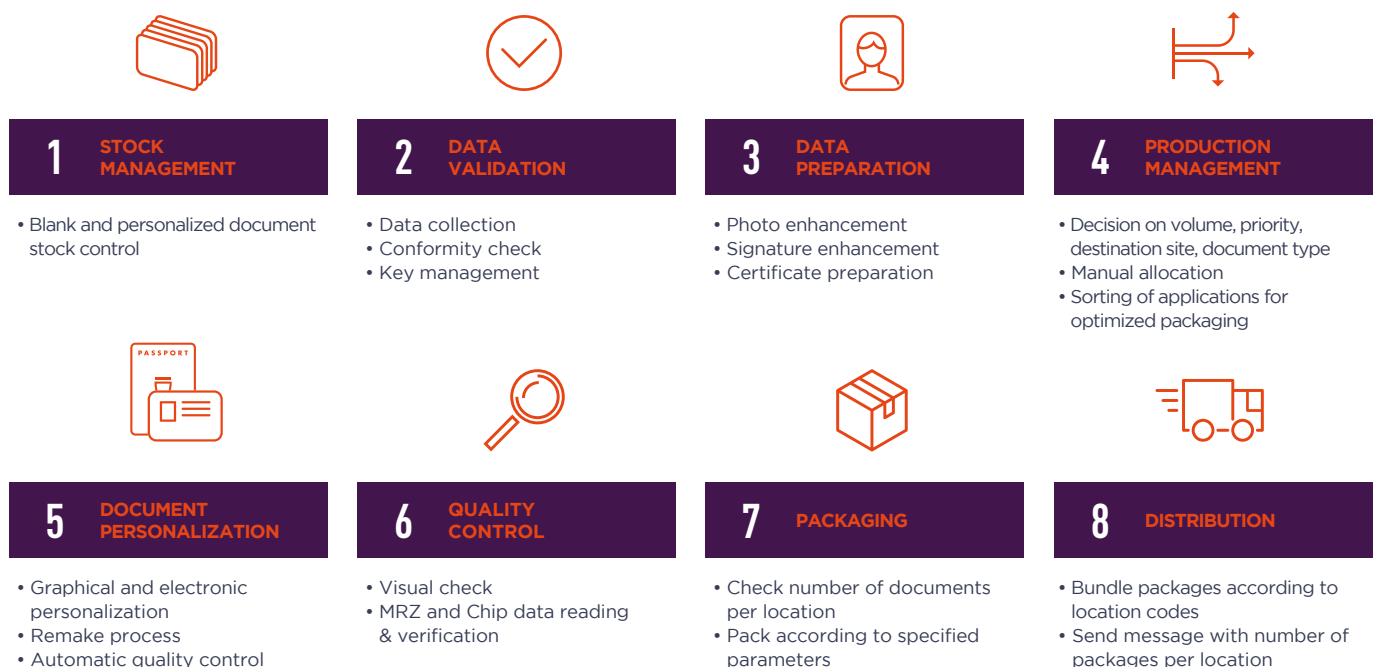 1
STOCK
MANAGEMENT
• Blank and personalized document
stock control
2
DATA
VALIDATION
• Data collection
• Conformity check
• Key management
3
DATA
PREPARATION
• Photo enhancement
• Signature enhancement
• Certificate preparation
4
PRODUCTION
MANAGEMENT
• Decision on volume, priority,
destination site, document type
• Manual allocation
• Sorting of applications for
optimized packaging
PASSPORT
5
DOCUMENT
PERSONALIZATION
• Graphical and electronic
personalization
• Remake process
• Automatic quality control
6
QUALITY
CONTROL
• Visual check
• MRZ and Chip data reading
& verification
7
PACKAGING
• Check number of documents
per location
• Pack according to specified
parameters
8
DISTRIBUTION
• Bundle packages according to
location codes
• Send message with number of
packages per location